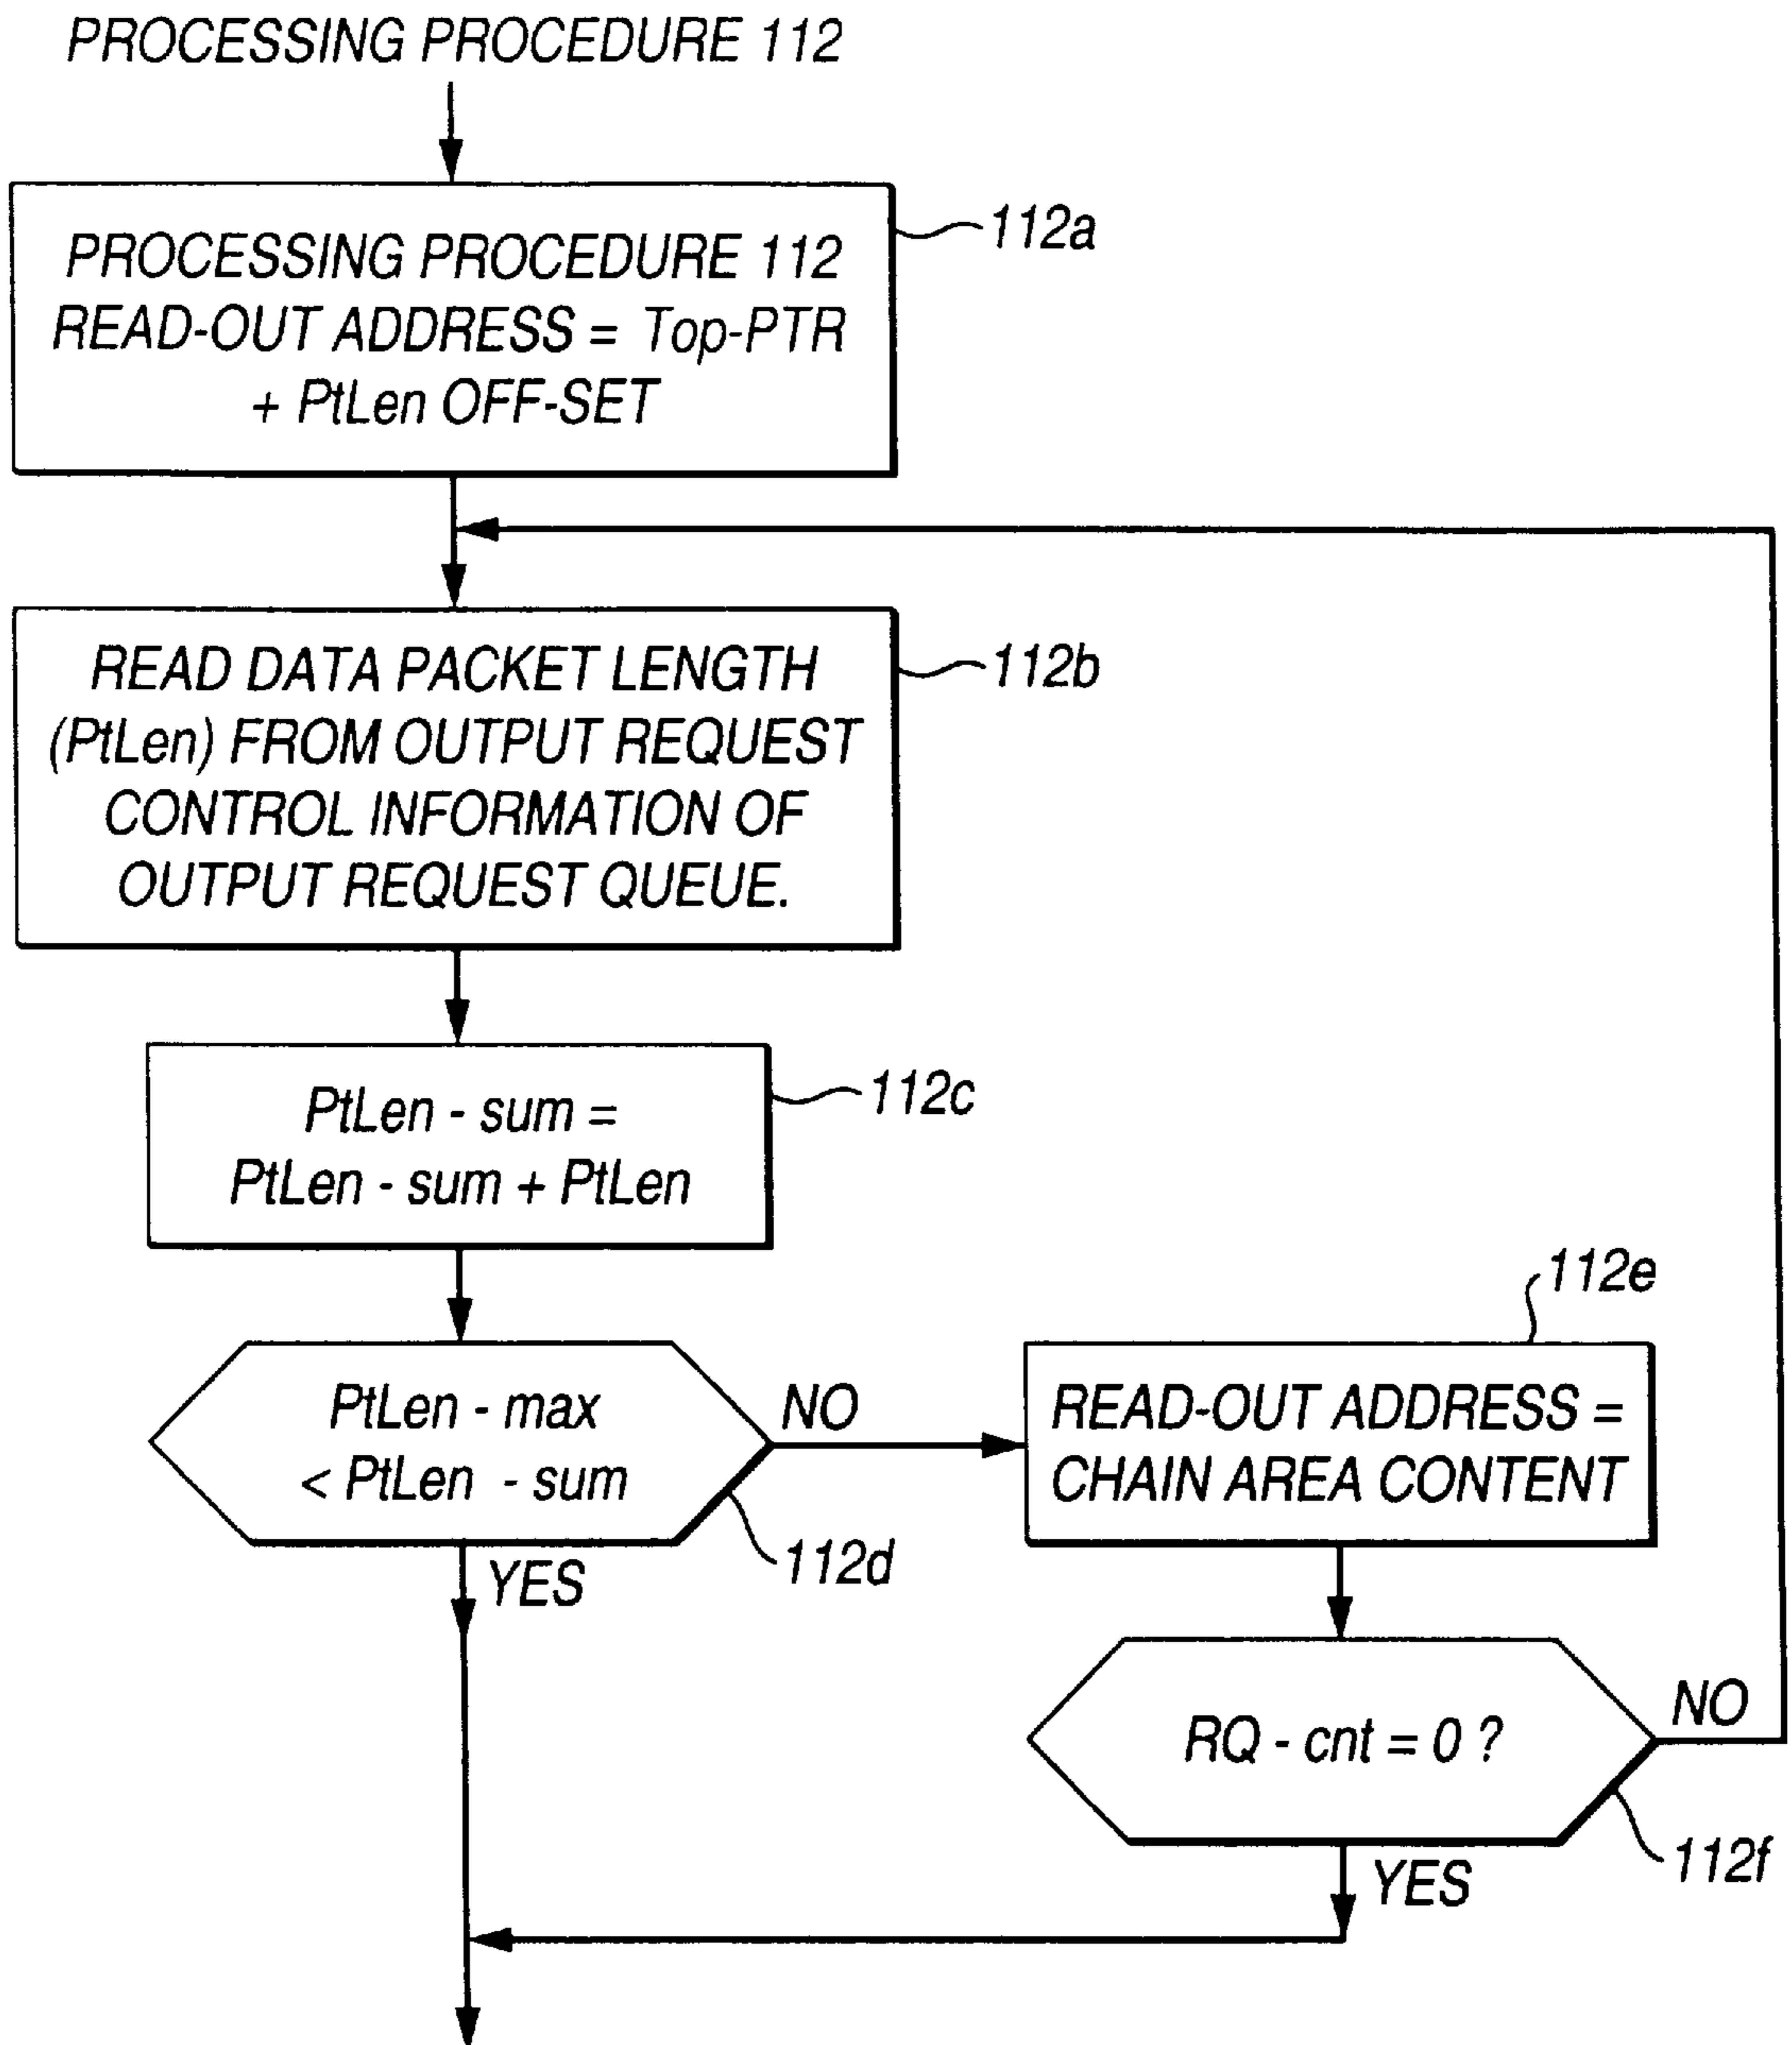 PROCESSING PROCEDURE 112
PROCESSING PROCEDURE 112
READ-OUT ADDRESS = Top-PTR
+ PtLen OFF-SET
112a
READ DATA PACKET LENGTH
(PtLen) FROM OUTPUT REQUEST
CONTROL INFORMATION OF
OUTPUT REQUEST QUEUE.
112b
PtLen - sum =
PtLen - sum + PtLen
112c
PtLen - max
< PtLen - sum
112d
NO
YES
112e
READ-OUT ADDRESS =
CHAIN AREA CONTENT
RQ - cnt = 0 ?
NO
112f
YES